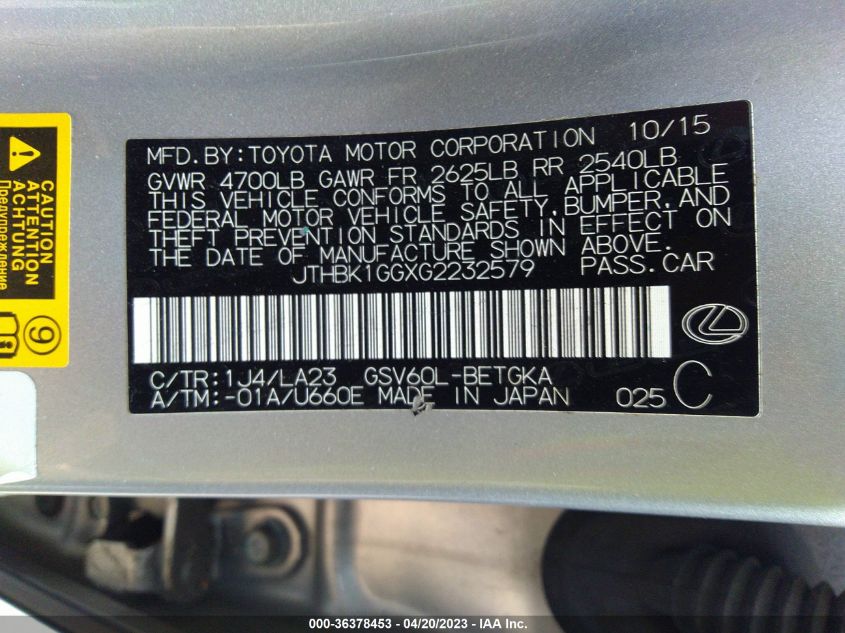 CAUTION
ATTENTION
ACHTUNG
Предупреждение
9
MFD.BY:TOYOTA MOTOR CORPORATION 10/15
GVWR 4700LB GAWR FR 2625LB RR 2540LB
THIS VEHICLE CONFORMS TO ALL APPLICABLE
FEDERAL MOTOR VEHICLE SAFETY,BUMPER,AND
THEFT PREVENTION STANDARDS IN EFFECT ON
THE DATE OF MANUFACTURE SHOWN ABOVE.
JTHBK1GGXG2232579 PASS.CAR
C/TR:1J4/LA23 GSV60L-BETGKA
A/TM:-01A/U660E MADE IN JAPAN 025 C
000-36378453 - 04/20/2023 - IAA Inc.